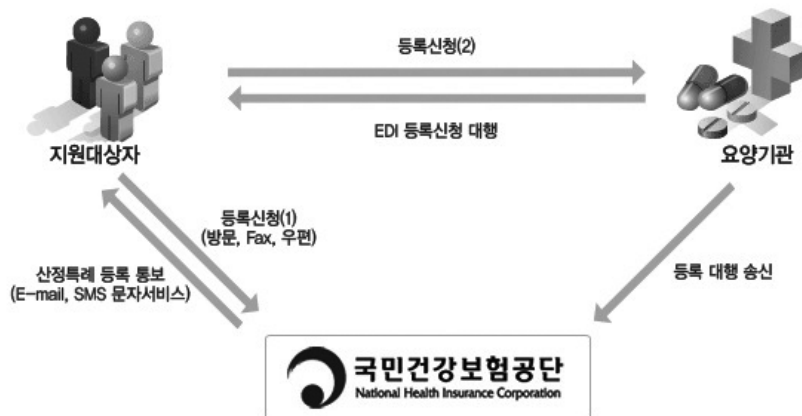 등록신청(2)
EDI 등록신청 대행
지원대상자
요양기관
등록신청(1)
(방문, Fax, 우편)
산정특례 등록 통보
(E-mail, SMS 문자서비스)
등록 대행 송신
국민건강보험공단
National Health Insurance Corporation